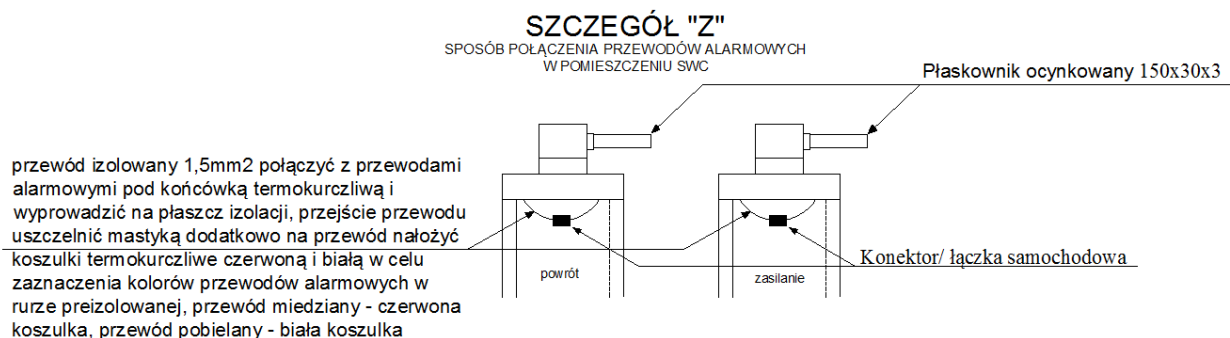 SZCZEGÓŁ "Z"
SPOSÓB POŁĄCZENIA PRZEWODÓW ALARMOWYCH
W POMIESZCZENIU SWC
Płaskownik ocynkowany 150x30x3
przewód izolowany 1,5mm2 połączyć z przewodami
alarmowymi pod końcówką termokurczliwą i
wyprowadzić na płaszcz izolacji, przejście przewodu
uszczelnić mastyką dodatkowo na przewód nałożyć
koszulki termokurczliwe czerwoną i białą w celu
zaznaczenia kolorów przewodów alarmowych w
rurze preizolowanej, przewód miedziany - czerwona
koszulka, przewód pobielany - biała koszulka
powrót
zasilanie
Konektor/ łączka samochodowa